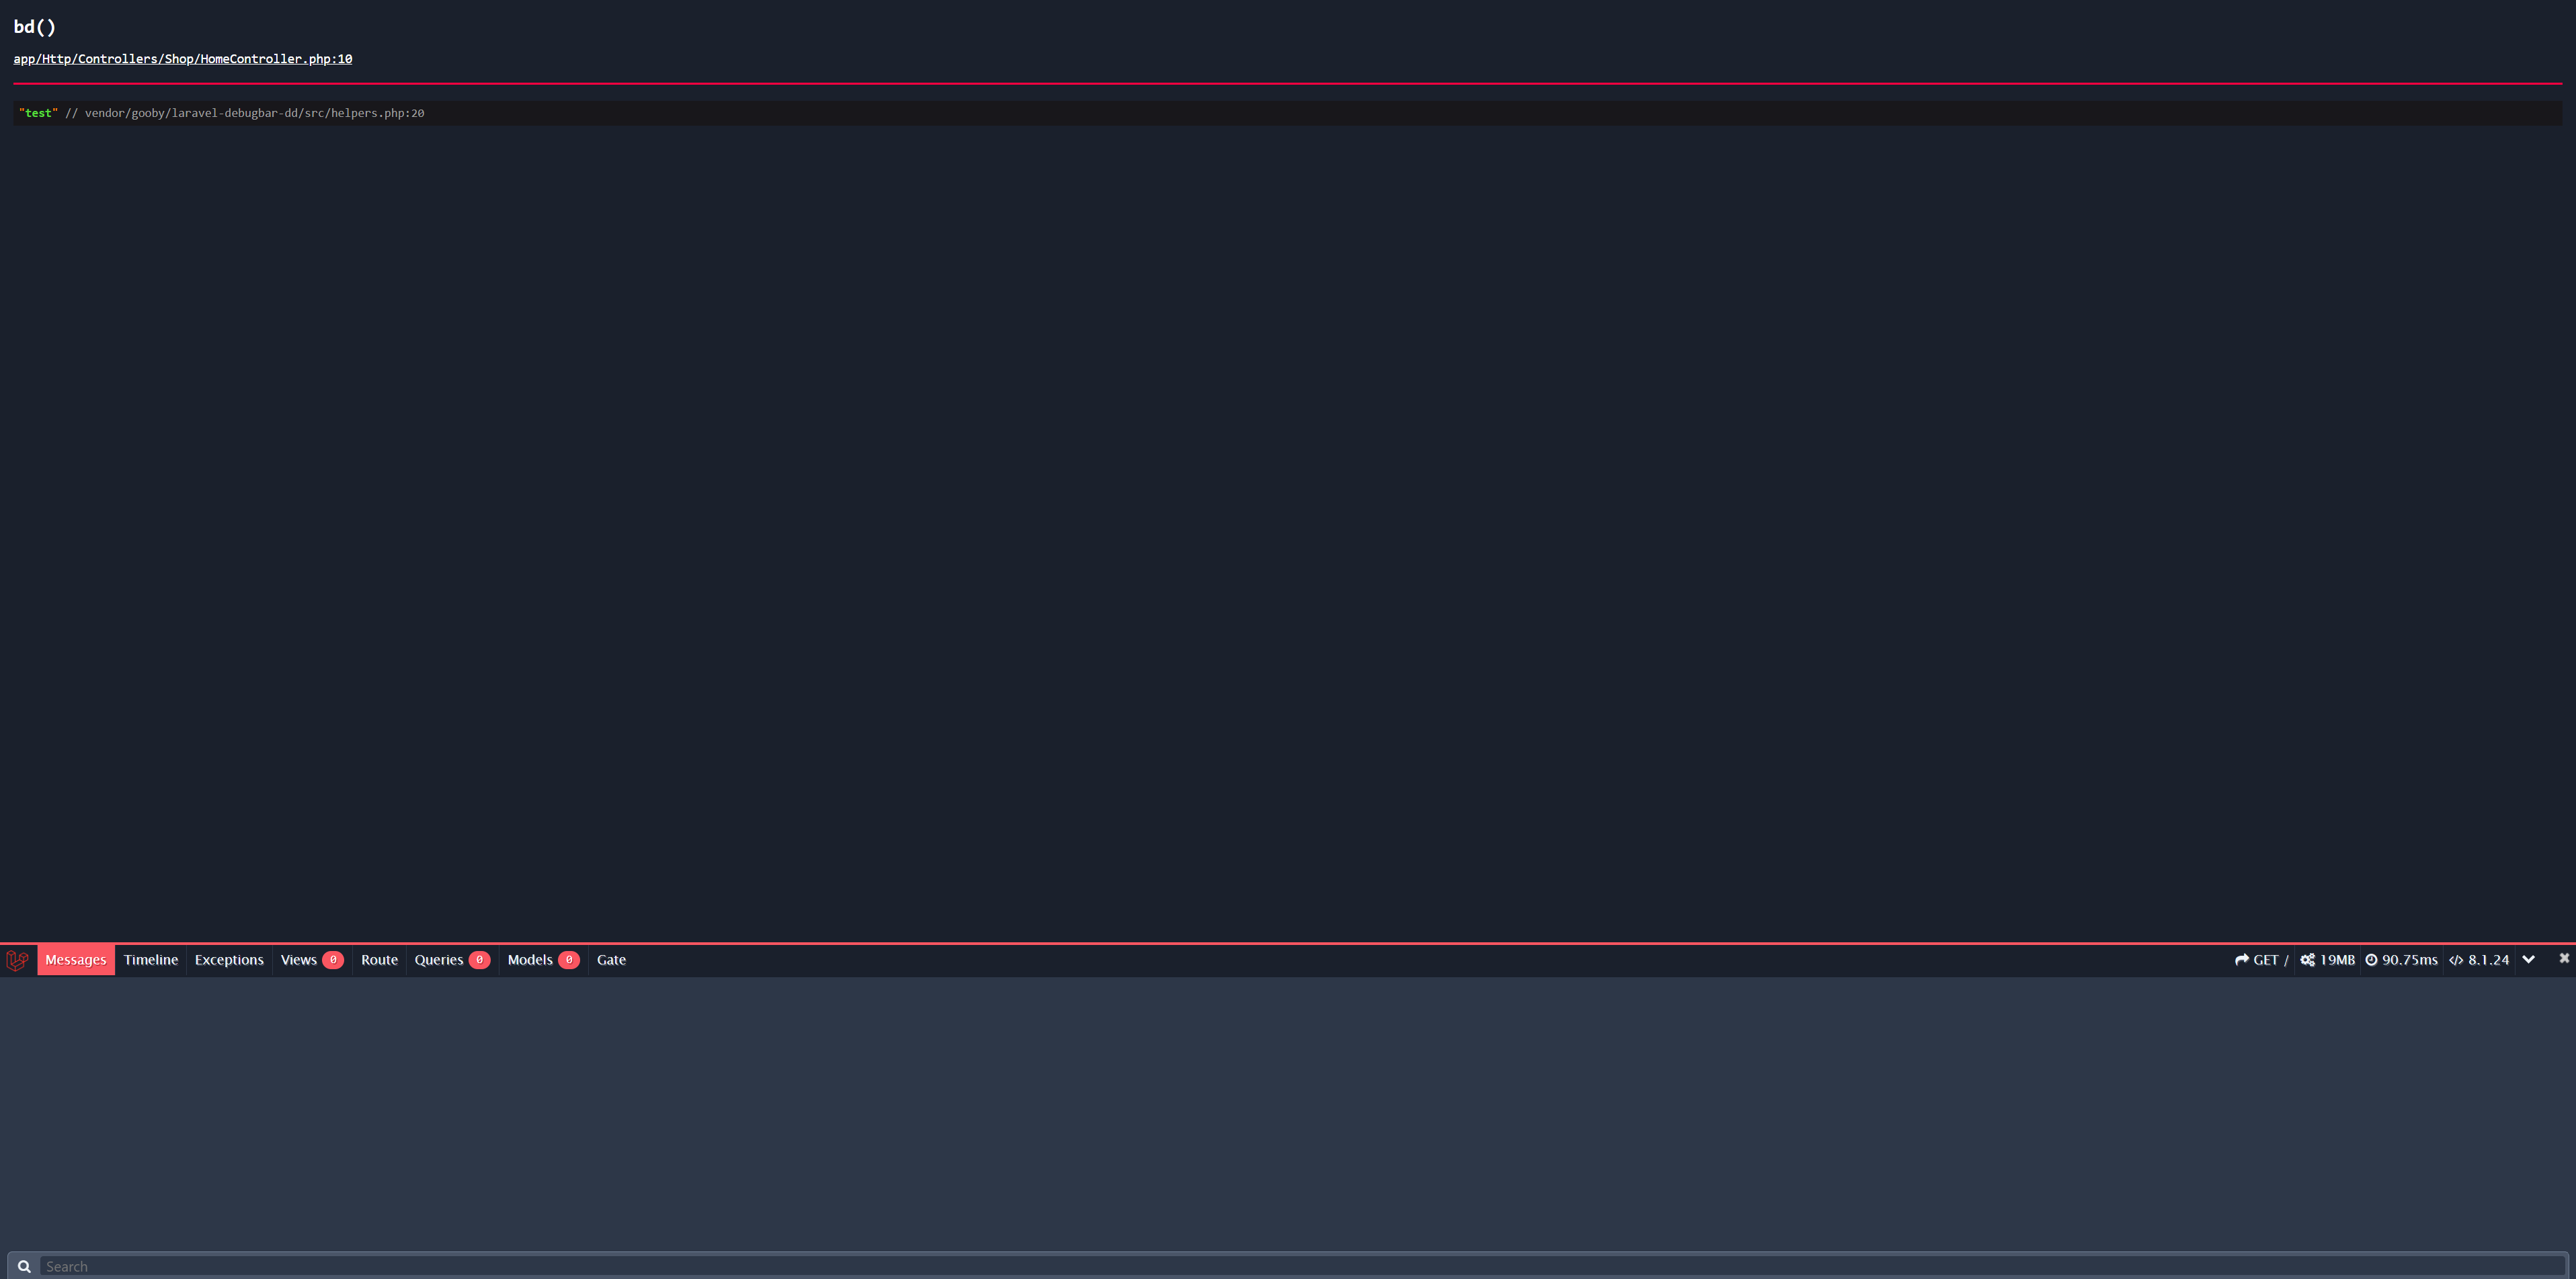 bd()
app/Http/Controllers/Shop/HomeController.php:10
"test" // vendor/gooby/laravel-debugbar-dd/src/helpers.php:20
Messages Timeline Exceptions Views 0 Route Queries 0 Models 0 Gate GET / 19MB 90.75ms </> 8.1.24
Search